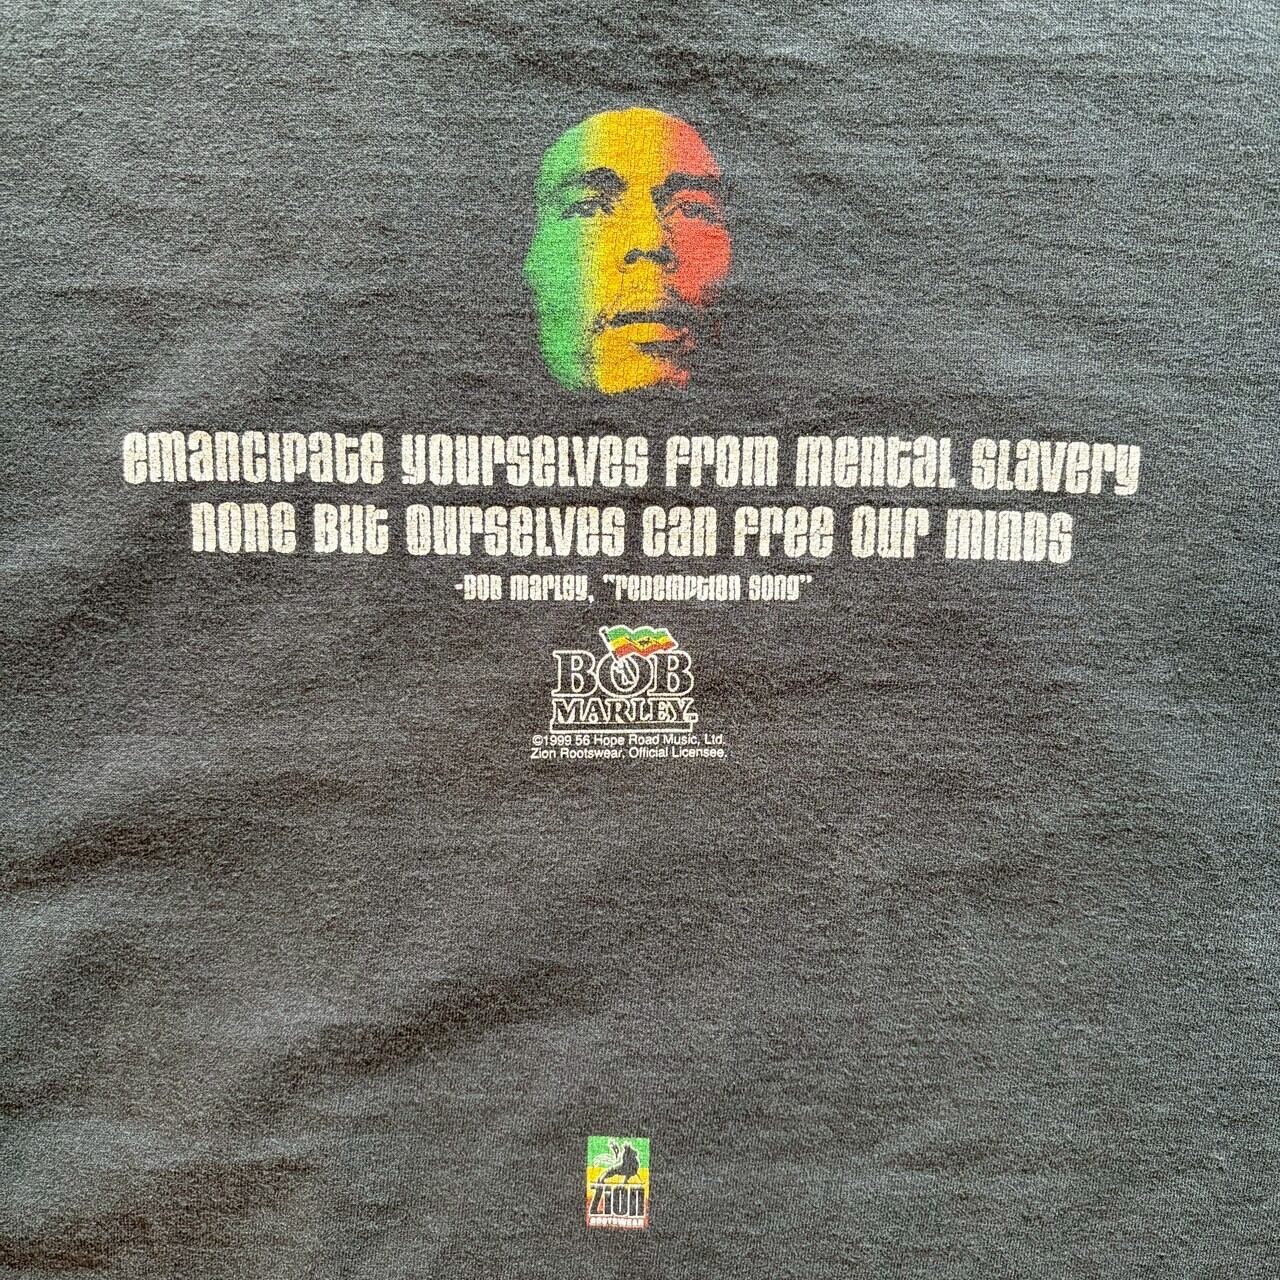 emancipate yourselves from mental slavery
none but ourselves can free our minds
-Bob Marley, "redemption song"
BOB
MARLEY
©1999 56 Hope Road Music, Ltd.
Zion Rootswear, Official Licensee.
Zion
ROOTSWEAR